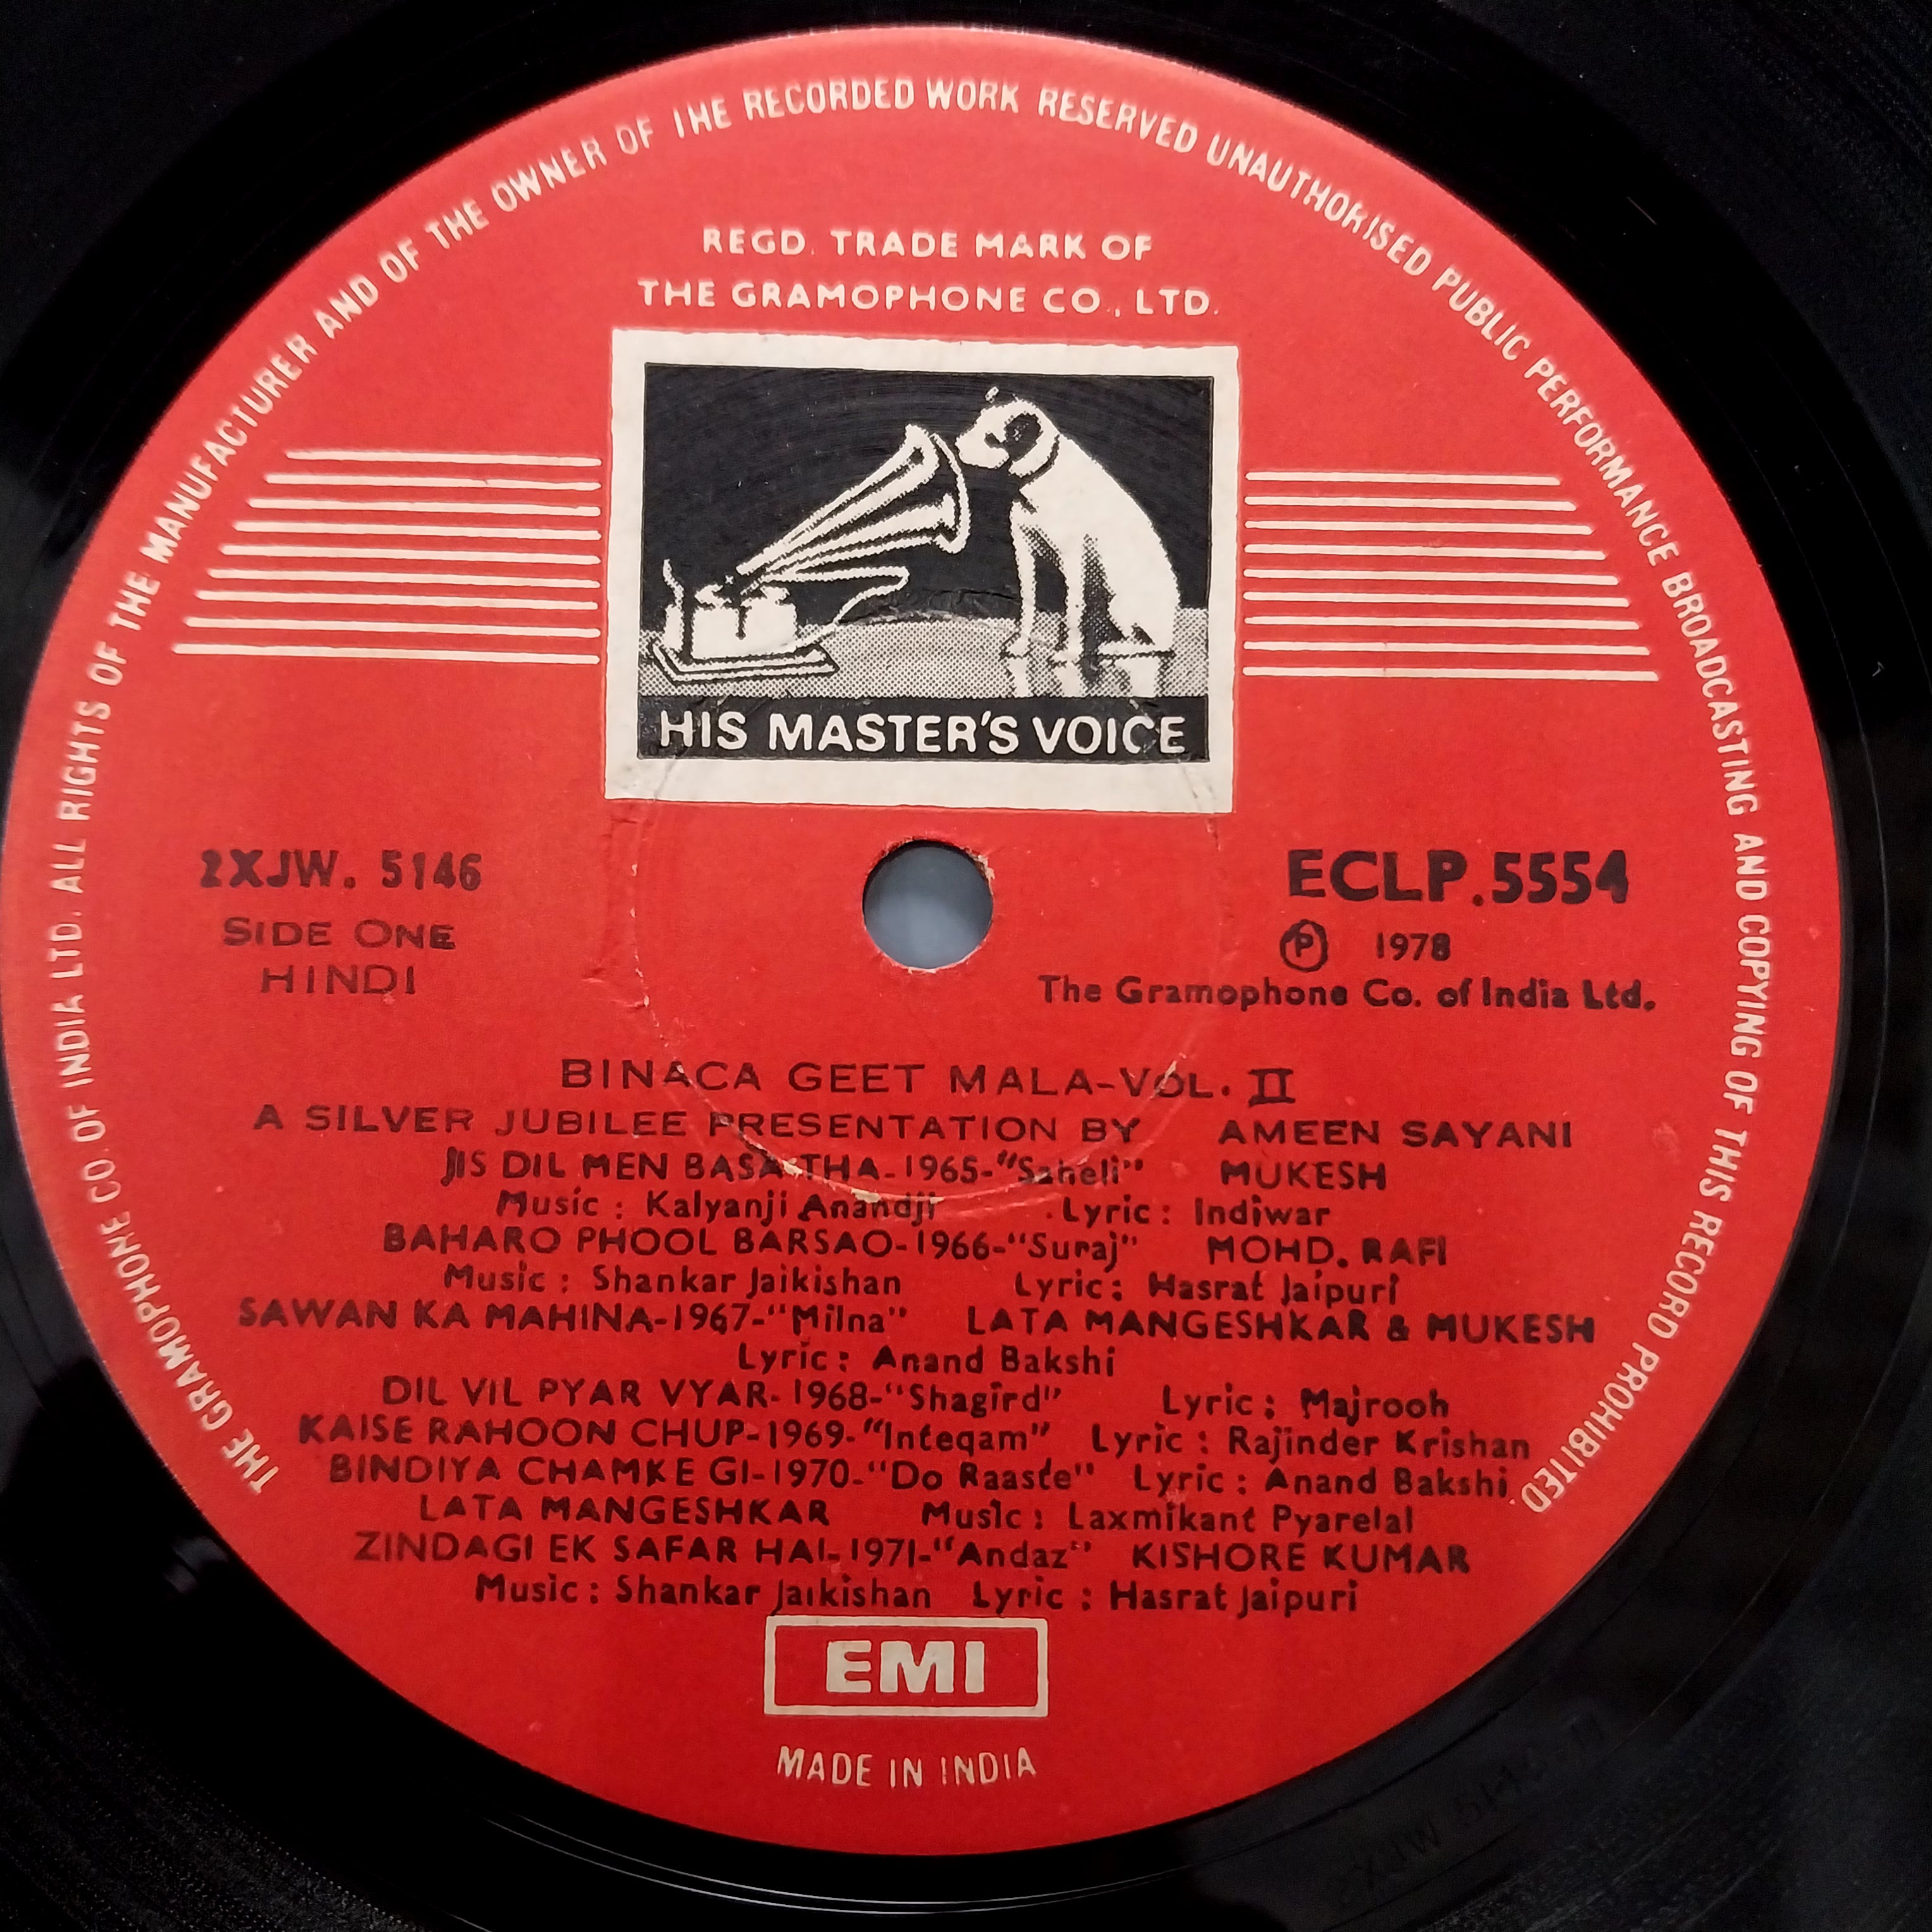 THE GRAMOPHONE CO. OF INDIA LTD. ALL RIGHTS OF THE MANUFACTURER AND OF THE OWNER OF THE RECORDED WORK RESERVED UNAUTHORISED PUBLIC PERFORMANCE BROADCASTING AND COPYING OF THIS RECORD PROHIBITED
REGD. TRADE MARK OF
THE GRAMOPHONE CO., LTD.
HIS MASTER'S VOICE
2XJW. 5146
SIDE ONE
HINDI
ECLP.5554
Ⓟ 1978
The Gramophone Co. of India Ltd.
BINACA GEET MALA-VOL. II
A SILVER JUBILEE PRESENTATION BY AMEEN SAYANI
JIS DIL MEN BASA THA-1965-"Saheli" MUKESH
Music : Kalyanji Anandji Lyric : Indiwar
BAHARO PHOOL BARSAO-1966-"Suraj" MOHD. RAFI
Music : Shankar Jaikishan Lyric : Hasrat Jaipuri
SAWAN KA MAHINA-1967-"Milna" LATA MANGESHKAR & MUKESH
Lyric : Anand Bakshi
DIL VIL PYAR VYAR-1968-"Shagird" Lyric : Majrooh
KAISE RAHOON CHUP-1969-"Inteqam" Lyric : Rajinder Krishan
BINDIYA CHAMKE GI-1970-"Do Raaste" Lyric : Anand Bakshi
LATA MANGESHKAR Music : Laxmikant Pyarelal
ZINDAGI EK SAFAR HAI-1971-"Andaz" KISHORE KUMAR
Music : Shankar Jaikishan Lyric : Hasrat Jaipuri
EMI
MADE IN INDIA